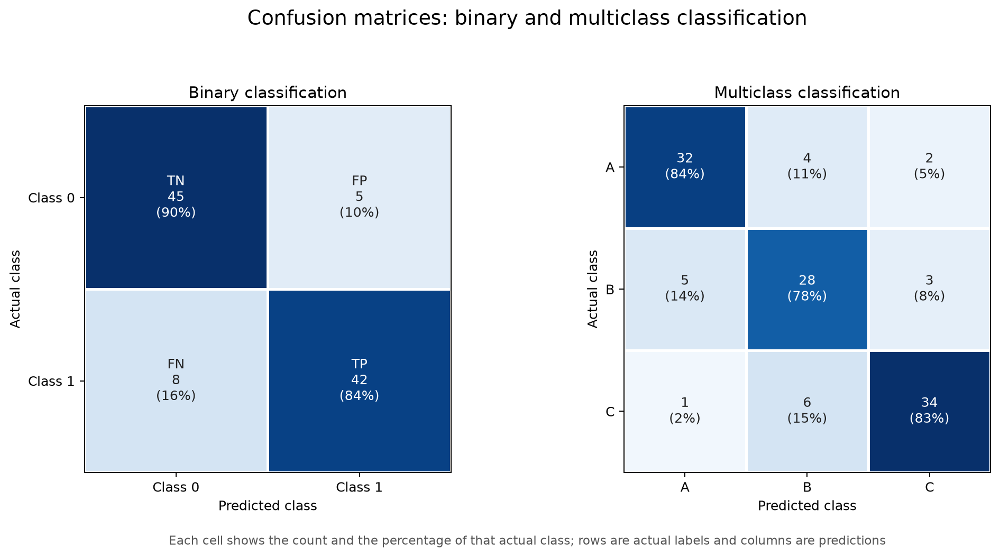 Confusion matrices: binary and multiclass classification
Binary classification
Actual class
Class 0
TN
45
(90%)
FP
5
(10%)
Class 1
FN
8
(16%)
TP
42
(84%)
Class 0
Class 1
Predicted class
Multiclass classification
Actual class
A
32
(84%)
4
(11%)
2
(5%)
B
5
(14%)
28
(78%)
3
(8%)
C
1
(2%)
6
(15%)
34
(83%)
A
B
C
Predicted class
Each cell shows the count and the percentage of that actual class; rows are actual labels and columns are predictions